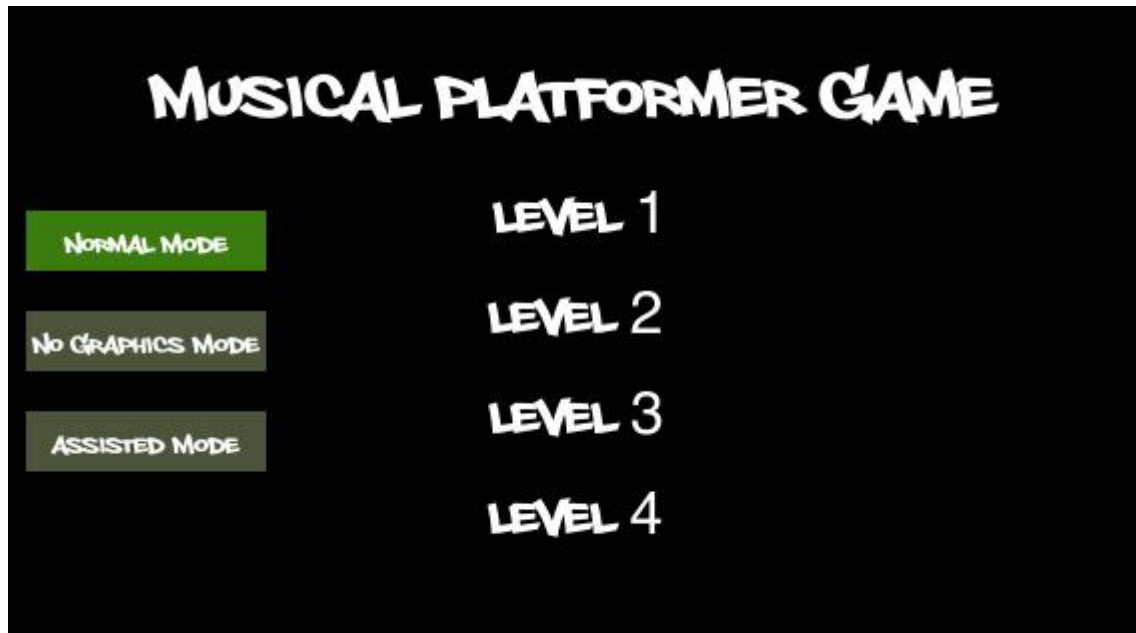 Musical Platformer Game
Normal Mode
No Graphics Mode
Assisted Mode
Level 1
Level 2
Level 3
Level 4